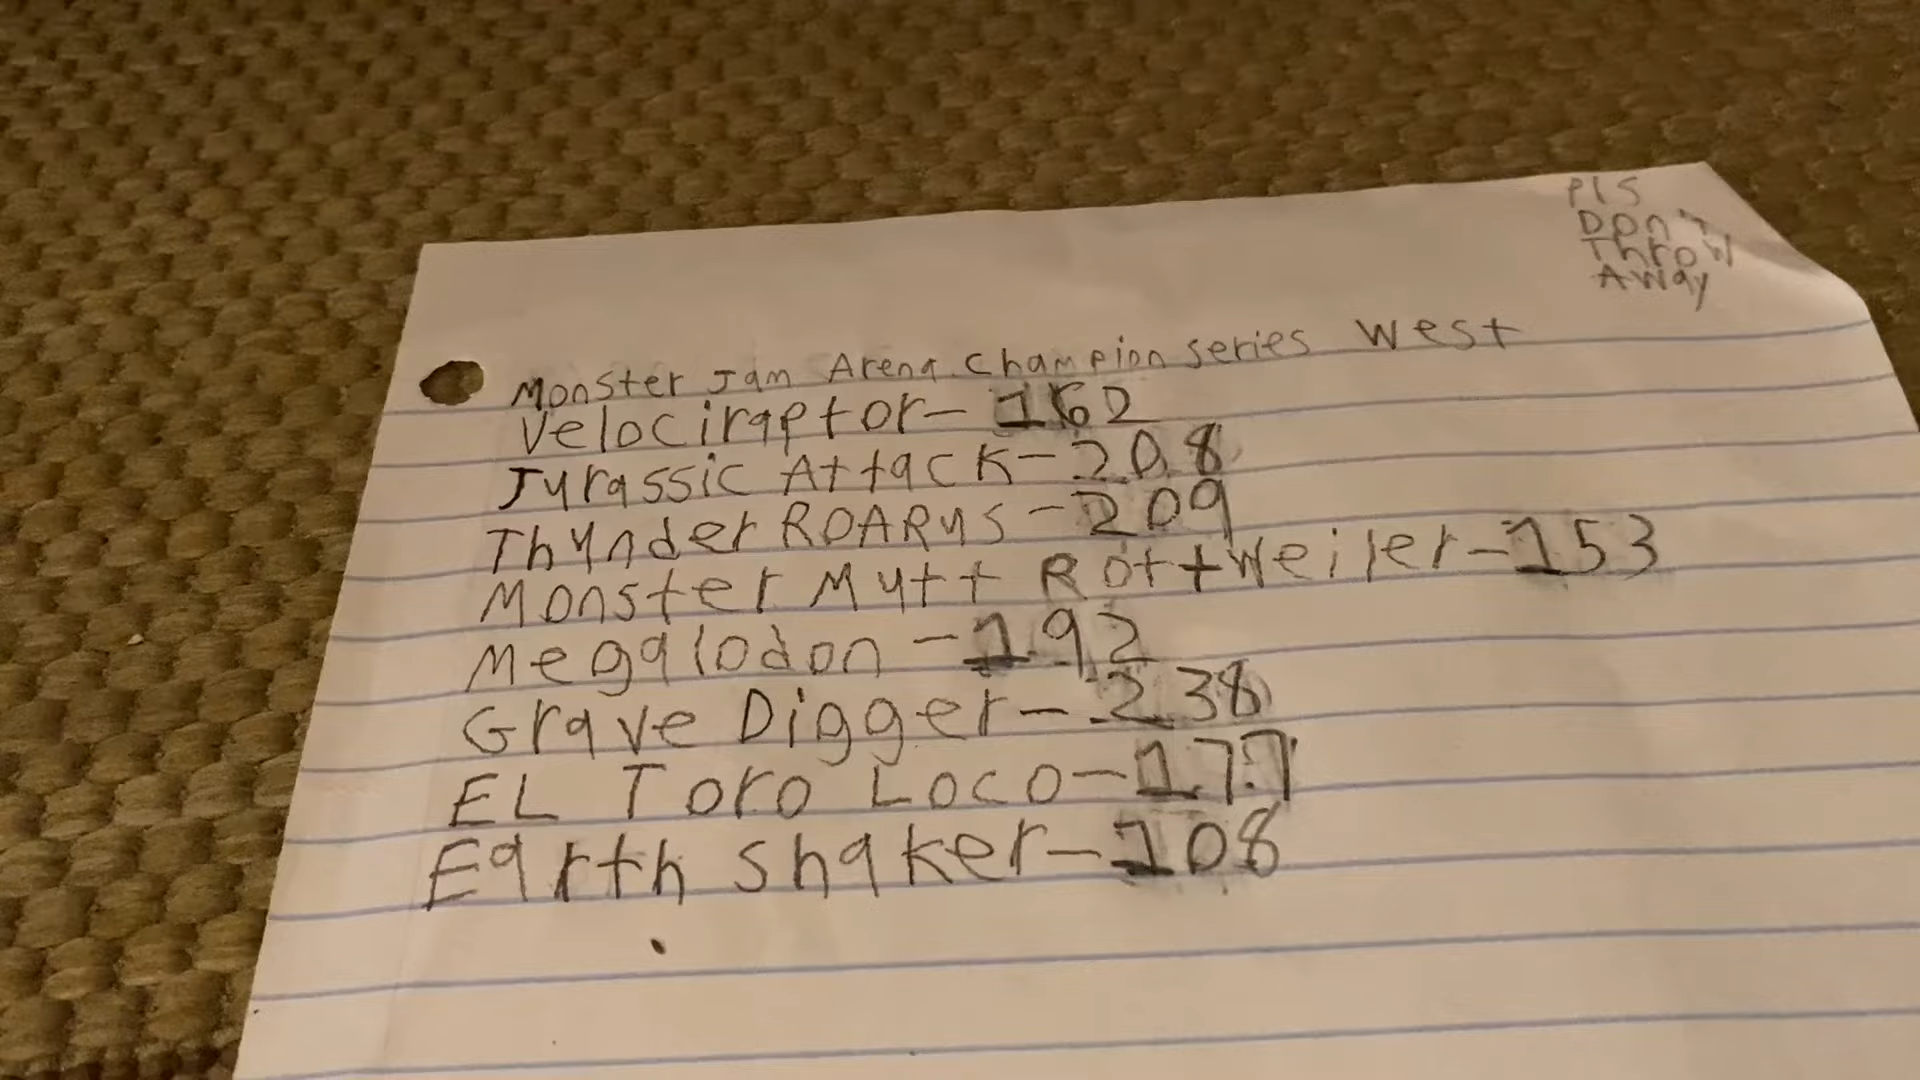 Pls
Don't
Throw
Away
Monster Jam Arena Champion series West
Velociraptor- 162
Jurassic Attack-208
Thunder ROARus-209
Monster Mutt Rottweiler-153
Megalodon-192
Grave Digger-238
EL Toro Loco-177
Earth shaker-108